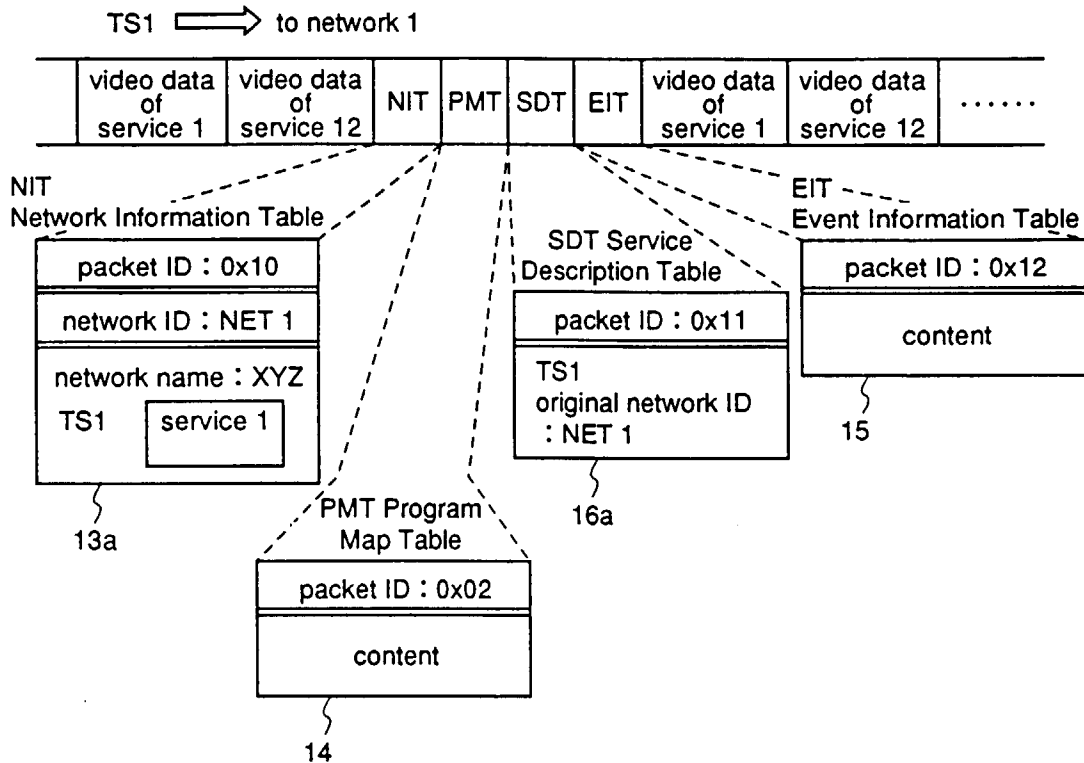 TS1 to network 1
video data of service 1
video data of service 12
NIT
PMT
SDT
EIT
video data of service 1
video data of service 12
······
NIT
Network Information Table
packet ID : 0x10
network ID : NET 1
network name : XYZ
TS1
service 1
13a
PMT Program
Map Table
packet ID : 0x02
content
14
SDT Service
Description Table
packet ID : 0x11
TS1
original network ID
: NET 1
16a
EIT
Event Information Table
packet ID : 0x12
content
15